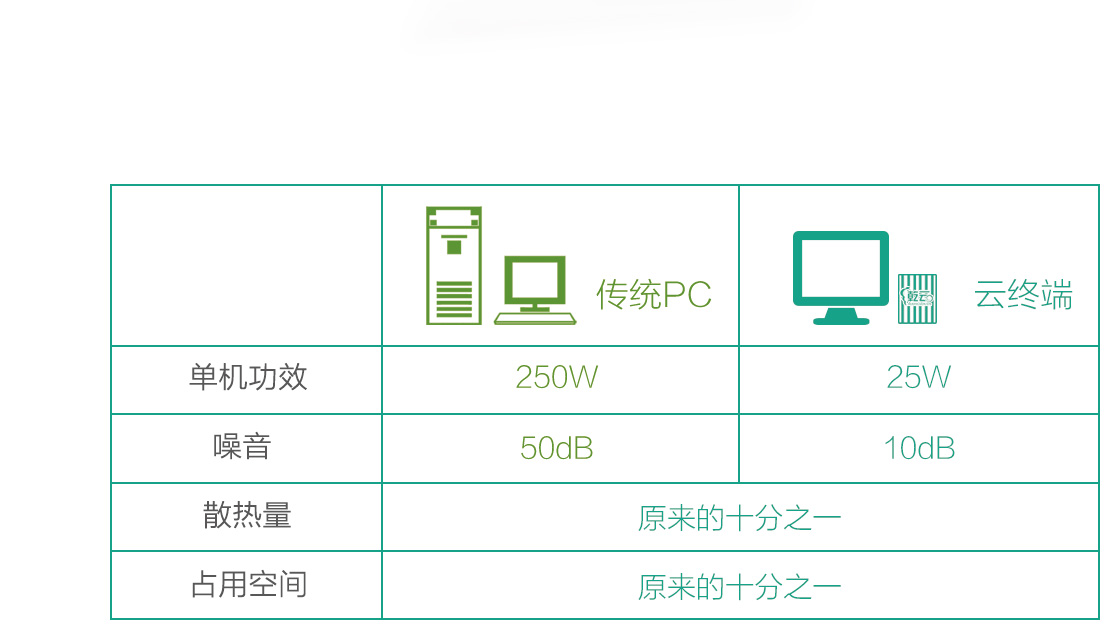 传统PC
乾云
云终端
单机功效 250W 25W
噪音 50dB 10dB
散热量 原来的十分之一
占用空间 原来的十分之一